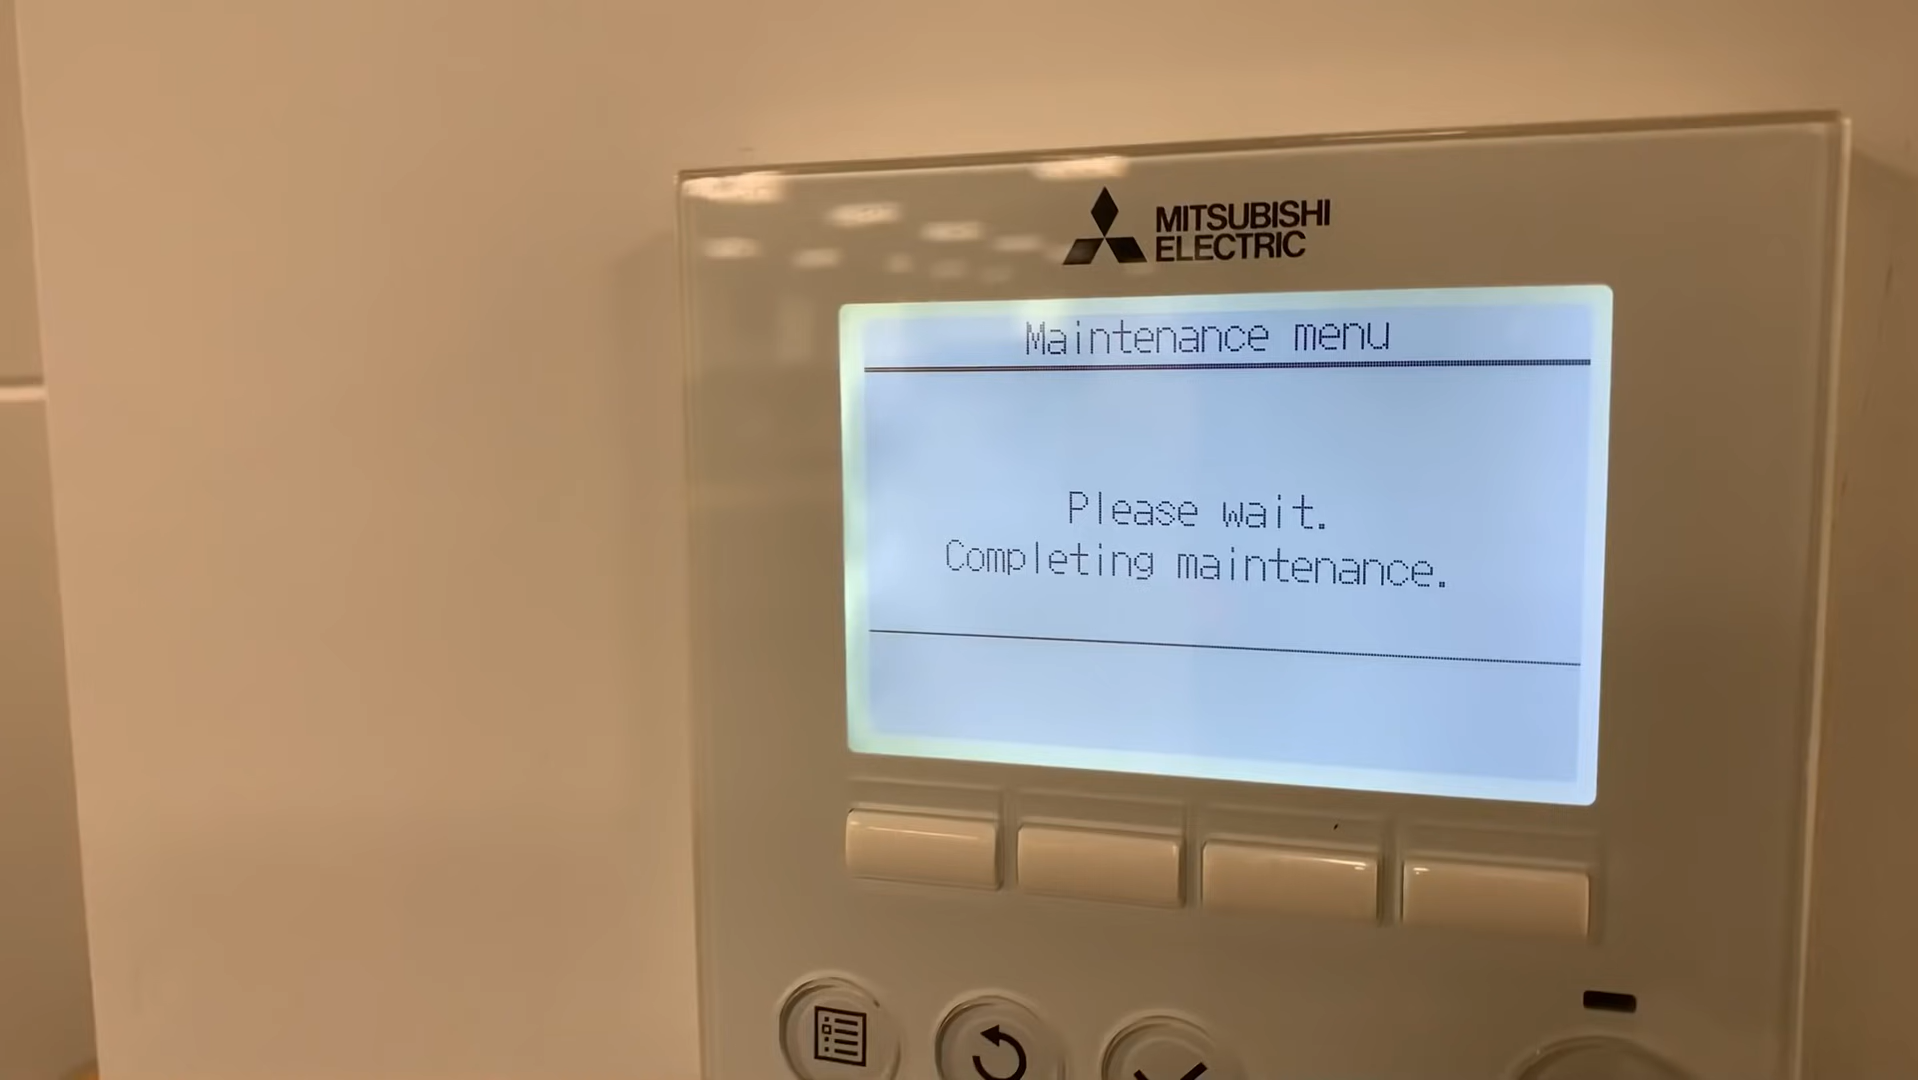 MITSUBISHI
ELECTRIC
Maintenance menu
Please wait.
Completing maintenance.